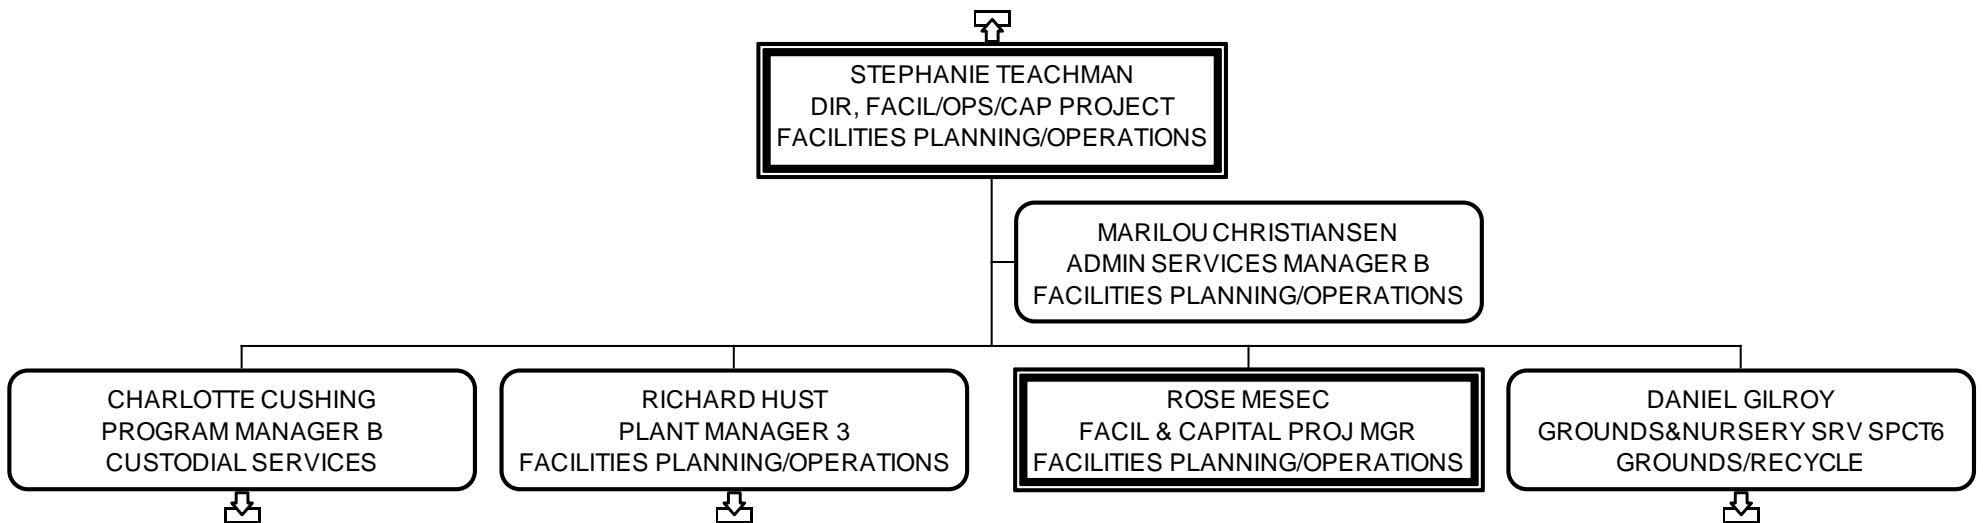 STEPHANIE TEACHMAN
DIR, FACIL/OPS/CAP PROJECT
FACILITIES PLANNING/OPERATIONS
MARILOU CHRISTIANSEN
ADMIN SERVICES MANAGER B
FACILITIES PLANNING/OPERATIONS
CHARLOTTE CUSHING
PROGRAM MANAGER B
CUSTODIAL SERVICES
RICHARD HUST
PLANT MANAGER 3
FACILITIES PLANNING/OPERATIONS
ROSE MESEC
FACIL & CAPITAL PROJ MGR
FACILITIES PLANNING/OPERATIONS
DANIEL GILROY
GROUNDS&NURSERY SRV SPCT6
GROUNDS/RECYCLE